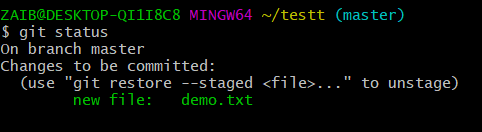 ZAIB@DESKTOP-QI1I8C8 MINGW64 ~/testt (master)
$ git status
On branch master
Changes to be committed:
  (use "git restore --staged <file>..." to unstage)
        new file:   demo.txt